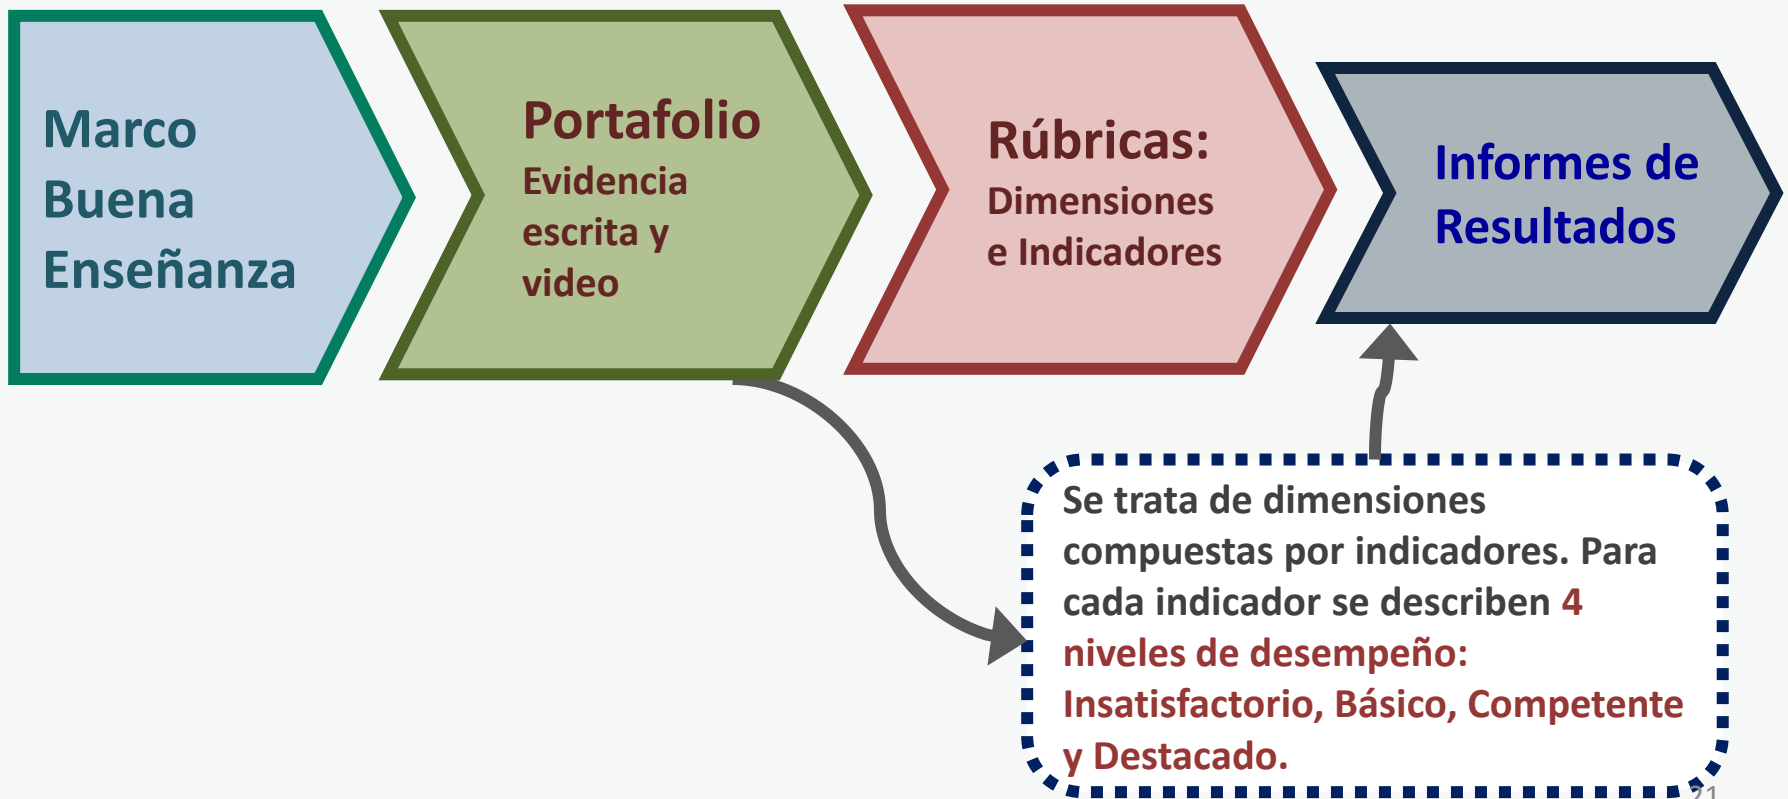 Marco
Buena
Enseñanza
Portafolio
Evidencia
escrita y
video
Rúbricas:
Dimensiones
e Indicadores
Informes de
Resultados
Se trata de dimensiones
compuestas por indicadores. Para
cada indicador se describen 4
niveles de desempeño:
Insatisfactorio, Básico, Competente
y Destacado.
21